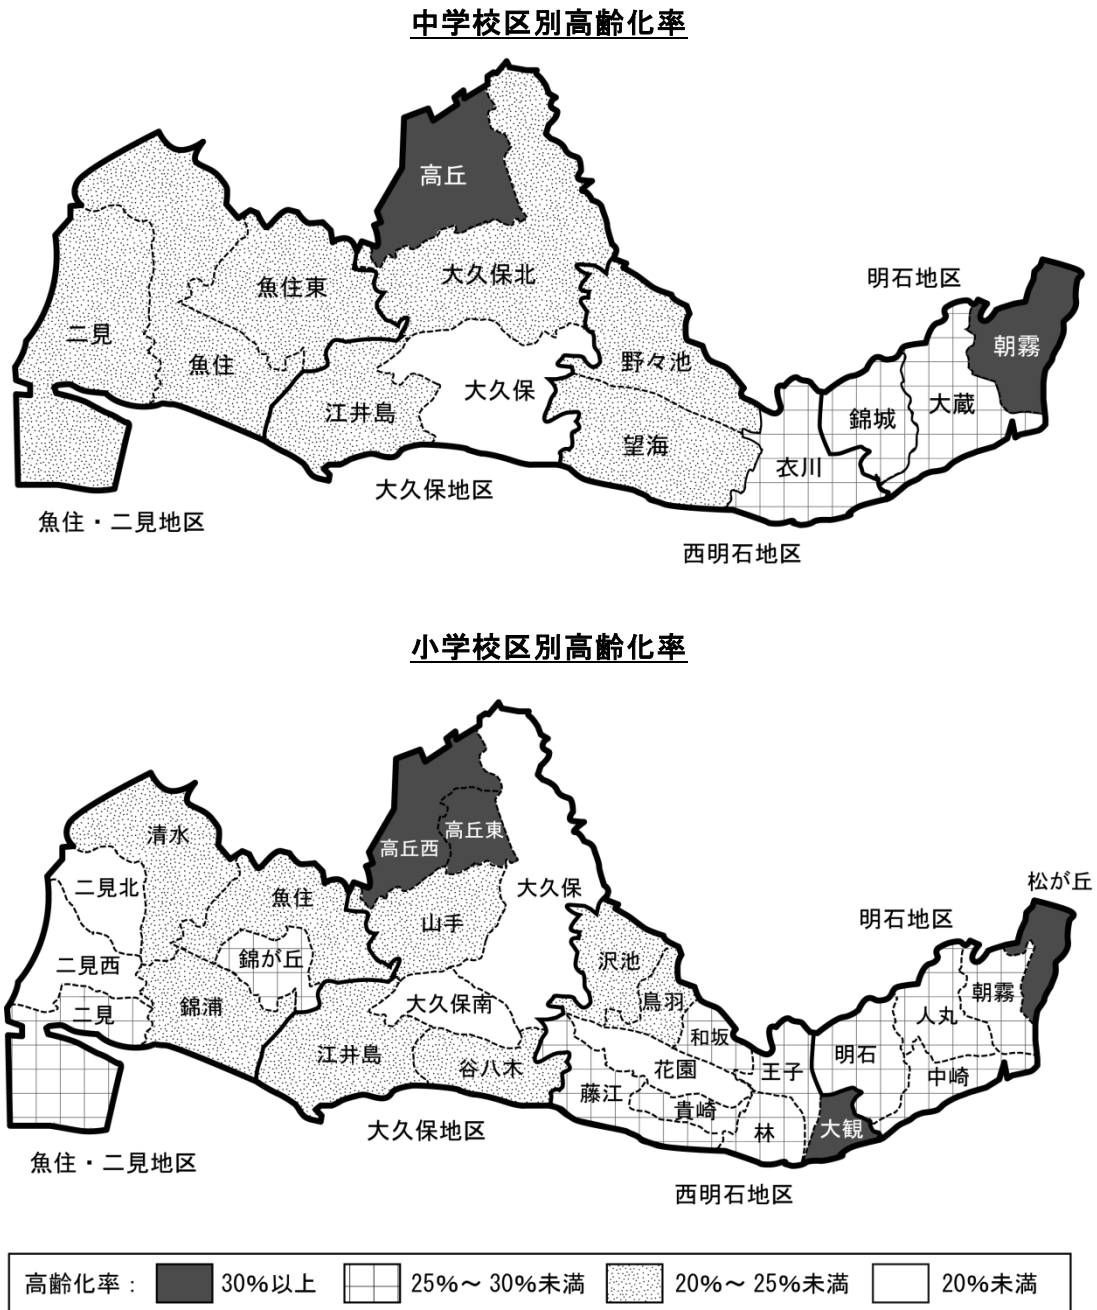 中学校区別高齢化率
高丘
大久保北
魚住東
明石地区
二見
朝霧
魚住
野々池
大久保
大蔵
江井島
錦城
望海
衣川
大久保地区
魚住・二見地区
西明石地区
小学校区別高齢化率
清水
高丘東
高丘西
二見北
大久保
松が丘
魚住
山手
明石地区
錦が丘
沢池
二見西
朝霧
鳥羽
錦浦
大久保南
二見
人丸
和坂
江井島
明石
谷八木
花園
王子
中崎
藤江
貴崎
林
大観
大久保地区
魚住・二見地区
西明石地区
高齢化率： 30%以上 25%～30%未満 20%～25%未満 20%未満